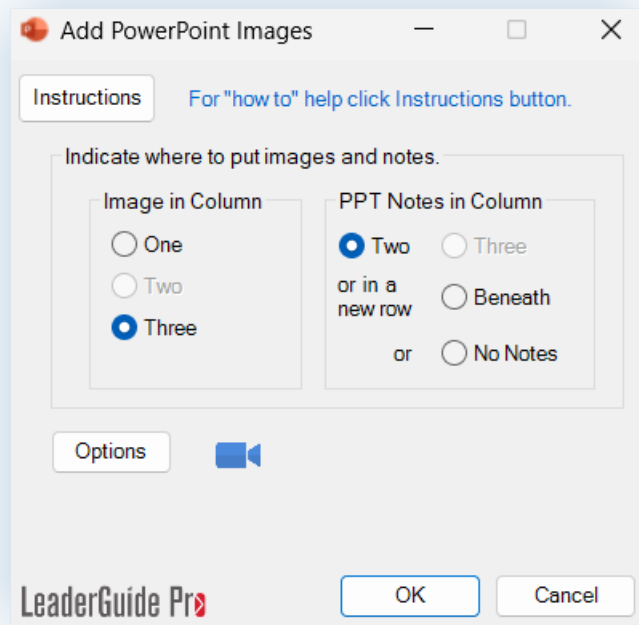 Add PowerPoint Images
Instructions
For "how to" help click Instructions button.
Indicate where to put images and notes.
Image in Column
One
Two
Three
PPT Notes in Column
Two
Three
or in a
new row
Beneath
or
No Notes
Options
LeaderGuide Pro
OK
Cancel